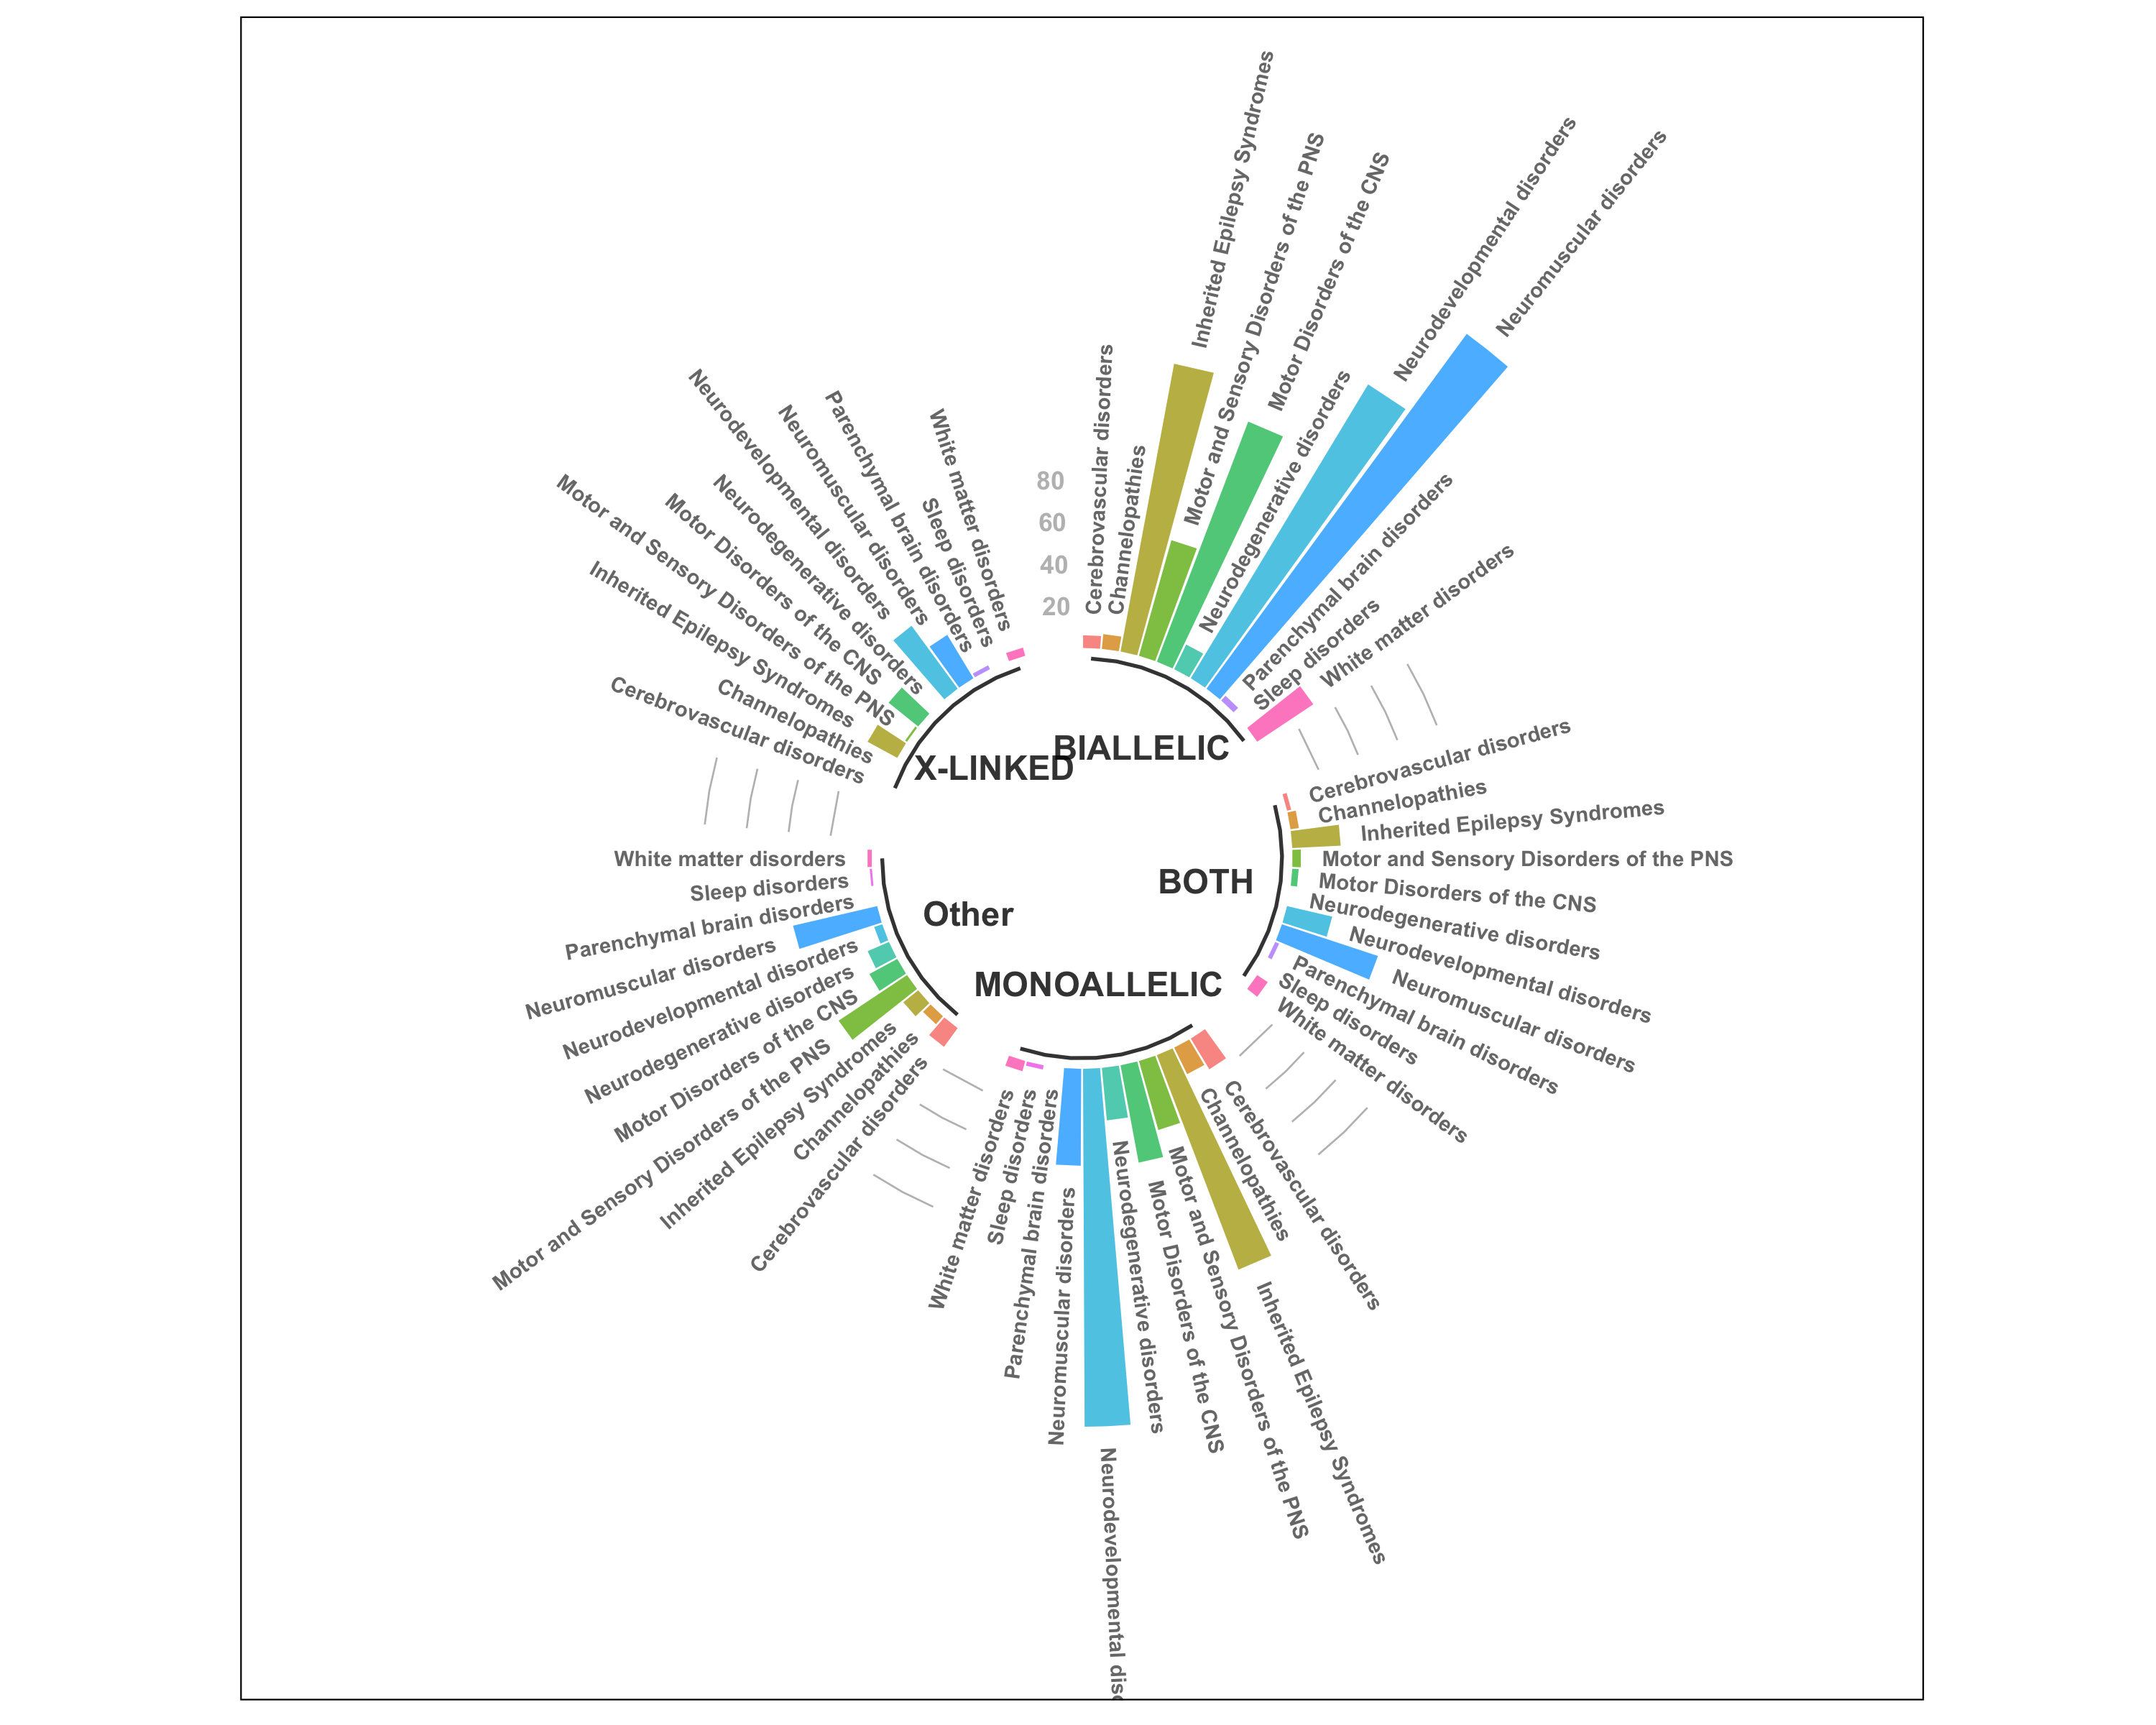 80
60
40
20
Cerebrovascular disorders
Channelopathies
Inherited Epilepsy Syndromes
Motor and Sensory Disorders of the PNS
Motor Disorders of the CNS
Neurodegenerative disorders
Neurodevelopmental disorders
Neuromuscular disorders
Parenchymal brain disorders
Sleep disorders
White matter disorders
BIALLELIC
Cerebrovascular disorders
Channelopathies
Inherited Epilepsy Syndromes
Motor and Sensory Disorders of the PNS
Motor Disorders of the CNS
Neurodegenerative disorders
Neurodevelopmental disorders
Neuromuscular disorders
Parenchymal brain disorders
Sleep disorders
White matter disorders
BOTH
Cerebrovascular disorders
Channelopathies
Inherited Epilepsy Syndromes
Motor and Sensory Disorders of the PNS
Motor Disorders of the CNS
Neurodegenerative disorders
Neurodevelopmental diso
Neuromuscular disorders
Parenchymal brain disorders
Sleep disorders
White matter disorders
MONOALLELIC
Cerebrovascular disorders
Channelopathies
Inherited Epilepsy Syndromes
Motor and Sensory Disorders of the PNS
Motor Disorders of the CNS
Neurodegenerative disorders
Neurodevelopmental disorders
Neuromuscular disorders
Parenchymal brain disorders
Sleep disorders
White matter disorders
Other
Cerebrovascular disorders
Channelopathies
Inherited Epilepsy Syndromes
Motor and Sensory Disorders of the PNS
Motor Disorders of the CNS
Neurodegenerative disorders
Neurodevelopmental disorders
Neuromuscular disorders
Parenchymal brain disorders
Sleep disorders
White matter disorders
X-LINKED